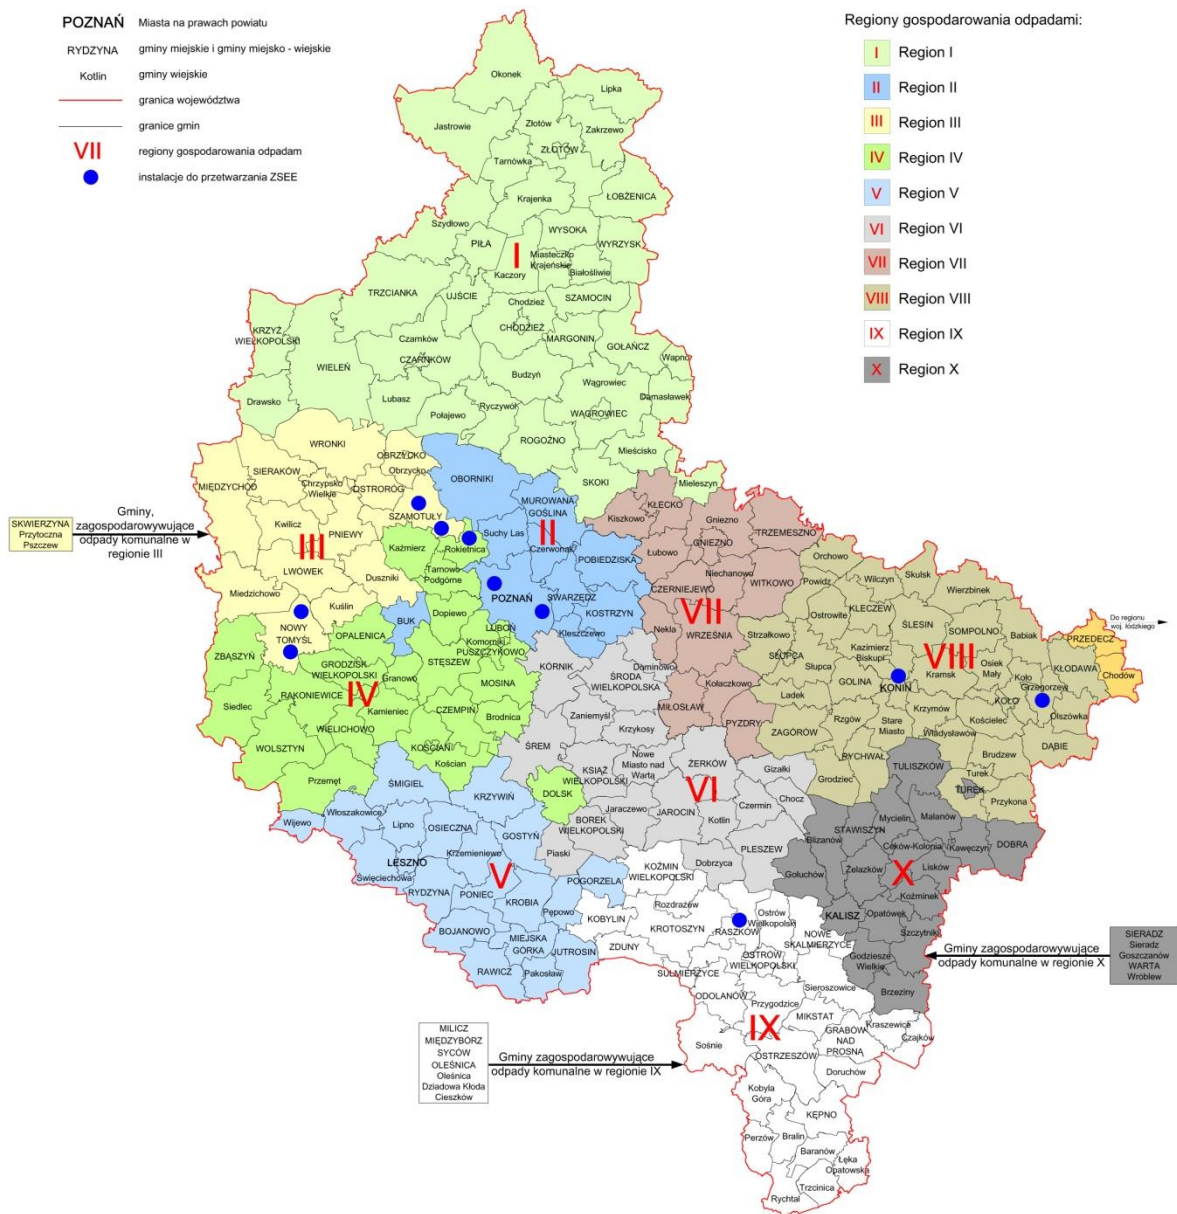 POZNAŃ Miasta na prawach powiatu
RYDZYNA gminy miejskie i gminy miejsko - wiejskie
Kotlin gminy wiejskie
granica województwa
granice gmin
VII regiony gospodarowania odpadam
instalacje do przetwarzania ZSEE
Regiony gospodarowania odpadami:
I Region I
II Region II
III Region III
IV Region IV
V Region V
VI Region VI
VII Region VII
VIII Region VIII
IX Region IX
X Region X
Okonek
Lipka
Jastrowie
Złotów
Zakrzewo
ZŁOTÓW
Tarnówka
Krajenka
ŁOBŻENICA
Szydłowo
PIŁA
WYSOKA
WYRZYSK
I
Miasteczko
Krajeńskie
Kaczory
Białośliwie
TRZCIANKA
UJŚCIE
Chodzież
SZAMOCIN
CHODZIEŻ
KRZYŻ
WIELKOPOLSKI
Czarnków
CZARNKÓW
MARGONIN
GOŁAŃCZ
Wapno
WIELEŃ
Budzyń
Wągrowiec
Damasławek
Drawsko
Lubasz
Połajewo
Ryczywół
WĄGROWIEC
ROGOŹNO
Mieścisko
SKOKI
Mieleszyn
WRONKI
OBRZYCKO
Obrzycko
SIERAKÓW
MIĘDZYCHÓD
Chrzypsko
Wielkie
OSTRORÓG
SZAMOTUŁY
Kwilicz
PNIEWY
III
LWÓWEK
Duszniki
Miedzichowo
Kuślin
NOWY
TOMYŚL
OBORNIKI
MUROWANA
GOŚLINA
II
Suchy Las
Czerwonak
POBIEDZISKA
POZNAŃ
SWARZĘDZ
KOSTRZYN
Kleszczewo
BUK
Kaźmierz
Rokietnica
Tarnowo
Podgórne
Dopiewo
LUBOŃ
Komorniki
PUSZCZYKOWO
OPALENICA
ZBĄSZYŃ
GRODZISK
WIELKOPOLSKI
STĘSZEW
Granowo
MOSINA
RAKONIEWICE
IV
Siedlec
Kamieniec
CZEMPIŃ
Brodnica
WIELICHOWO
WOLSZTYN
KOŚCIAN
Kościan
Przemęt
DOLSK
KŁECKO
Kiszkowo
Gniezno
TRZEMESZNO
GNIEZNO
Łubowo
Niechanowo
WITKOWO
CZERNIEJEWO
VII
Nekla
WRZEŚNIA
Kołaczkowo
MIŁOSŁAW
PYZDRY
Orchowo
Powidz
Wilczyn
Skulsk
Wierzbinek
Ostrowite
KLECZEW
ŚLESIN
SOMPOLNO
Babiak
Strzałkowo
SŁUPCA
Słupca
Kazimierz
Biskupi
VIII
Osiek
Mały
Koło
KŁODAWA
PRZEDECZ
Chodów
Kramsk
GOLINA
KONIN
Grzegorzew
KOŁO
Olszówka
Lądek
Krzymów
Kościelec
Rzgów
Stare
Miasto
Władysławów
ZAGORÓW
DĄBIE
RYCHWAŁ
Brudzew
Turek
TUREK
Grodziec
Przykona
Do regionu
woj. łódzkiego
KÓRNIK
Dominowo
ŚRODA
WIELKOPOLSKA
Zaniemyśl
Krzykosy
ŚREM
KSIĄŻ
WIELKOPOLSKI
Nowe
Miasto nad
Wartą
ŻERKÓW
Gizałki
VI
Chocz
Jaraczewo
JAROCIN
Czermin
Kotlin
BOREK
WIELKOPOLSKI
Piaski
Dobrzyca
PLESZEW
ŚMIGIEL
KRZYWIŃ
Wijewo
Włoszakowice
Lipno
OSIECZNA
GOSTYŃ
Krzemieniewo
LESZNO
Święciechowa
V
RYDZYNA
PONIEC
KROBIA
Pępowo
POGORZELA
BOJANOWO
MIEJSKA
GÓRKA
JUTROSIN
RAWICZ
Pakosław
TULISZKÓW
Mycielin
Malanów
STAWISZYN
Blizanów
Ceków-Kolonia
Kawęczyn
DOBRA
Gołuchów
Żelazków
X
Lisków
Koźminek
KALISZ
Opatówek
Szczytniki
Godziesze
Wielkie
Brzeziny
KOŹMIN
WIELKOPOLSKI
Rozdrażew
KOBYLIN
KROTOSZYN
RASZKÓW
Ostrów
Wielkopolski
NOWE
SKALMIERZYCE
ZDUNY
OSTRÓW
WIELKOPOLSKI
SULMIERZYCE
Sieroszowice
ODOLANÓW
Przygodzice
MIKSTAT
Kraszewice
IX
GRABÓW
NAD
PROSNĄ
Czajków
Sośnie
OSTRZESZÓW
Doruchów
Kobyla
Góra
KĘPNO
Perzów
Bralin
Baranów
Łęka
Opatowska
Trzcinica
Rychtal
SKWIERZYNA
Przytoczna
Pszczew
Gminy,
zagospodarowywujące
odpady komunalne w
regionie III
SIERADZ
Sieradz
Goszczanów
WARTA
Wróblew
Gminy zagospodarowywujące
odpady komunalne w regionie X
MILICZ
MIĘDZYBÓRZ
SYCÓW
OLEŚNICA
Oleśnica
Dziadowa Kłoda
Cieszków
Gminy zagospodarowywujące
odpady komunalne w regionie IX